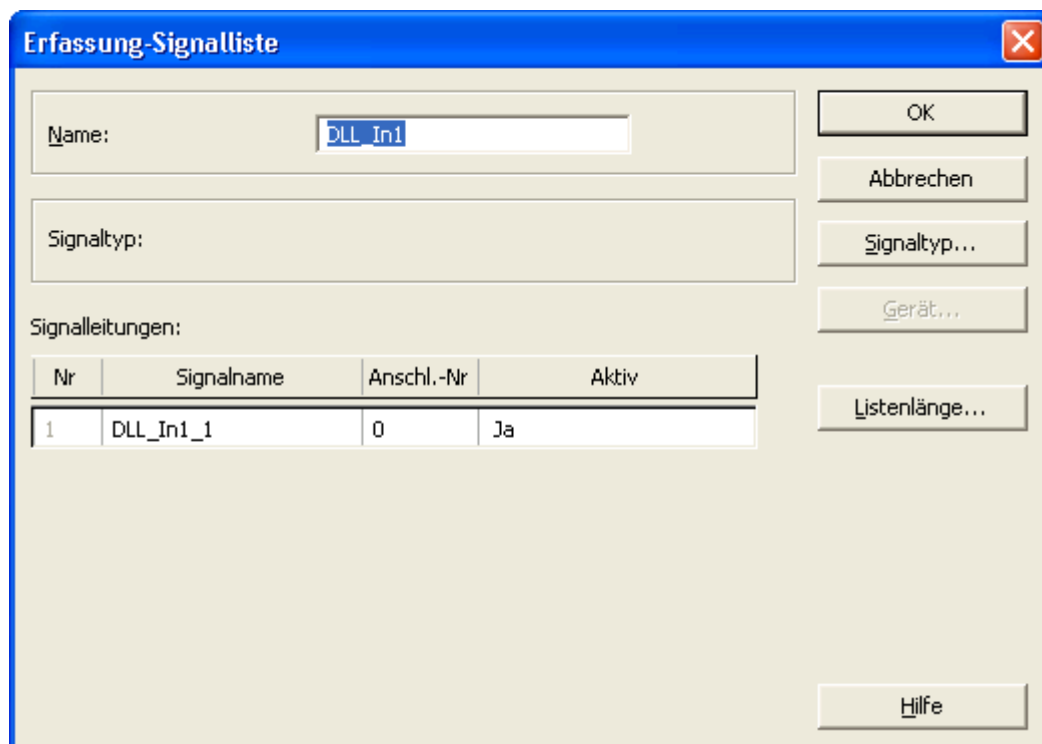 Erfassung-Signalliste
Name: DLL_In1
OK
Abbrechen
Signaltyp:
Signaltyp...
Gerät...
Signalleitungen:
Nr Signalname Anschl.-Nr Aktiv
1 DLL_In1_1 0 Ja
Listenlänge...
Hilfe